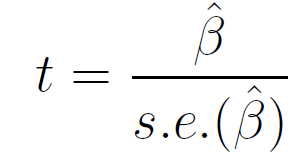 t = β̂ / s.e.(β̂)